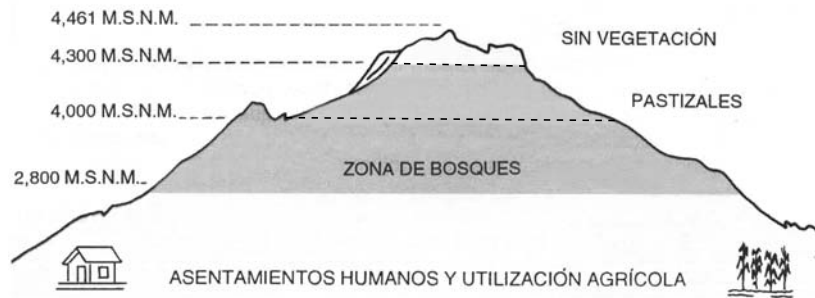 4,461 M.S.N.M.
SIN VEGETACIÓN
4,300 M.S.N.M.
PASTIZALES
4,000 M.S.N.M.
ZONA DE BOSQUES
2,800 M.S.N.M.
ASENTAMIENTOS HUMANOS Y UTILIZACIÓN AGRÍCOLA